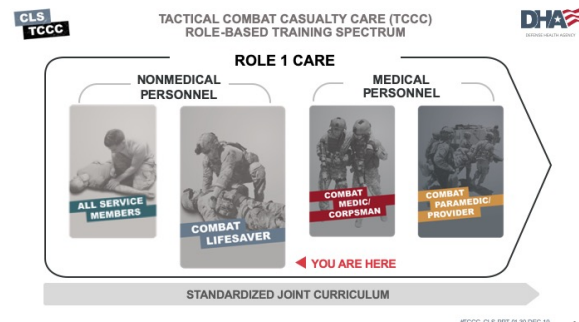 CLS
TCCC
TACTICAL COMBAT CASUALTY CARE (TCCC)
ROLE-BASED TRAINING SPECTRUM
DHA
DEFENSE HEALTH AGENCY
ROLE 1 CARE
NONMEDICAL
PERSONNEL
MEDICAL
PERSONNEL
ALL SERVICE
MEMBERS
COMBAT
LIFESAVER
COMBAT
MEDIC/
CORPSMAN
COMBAT
PARAMEDIC/
PROVIDER
YOU ARE HERE
STANDARDIZED JOINT CURRICULUM